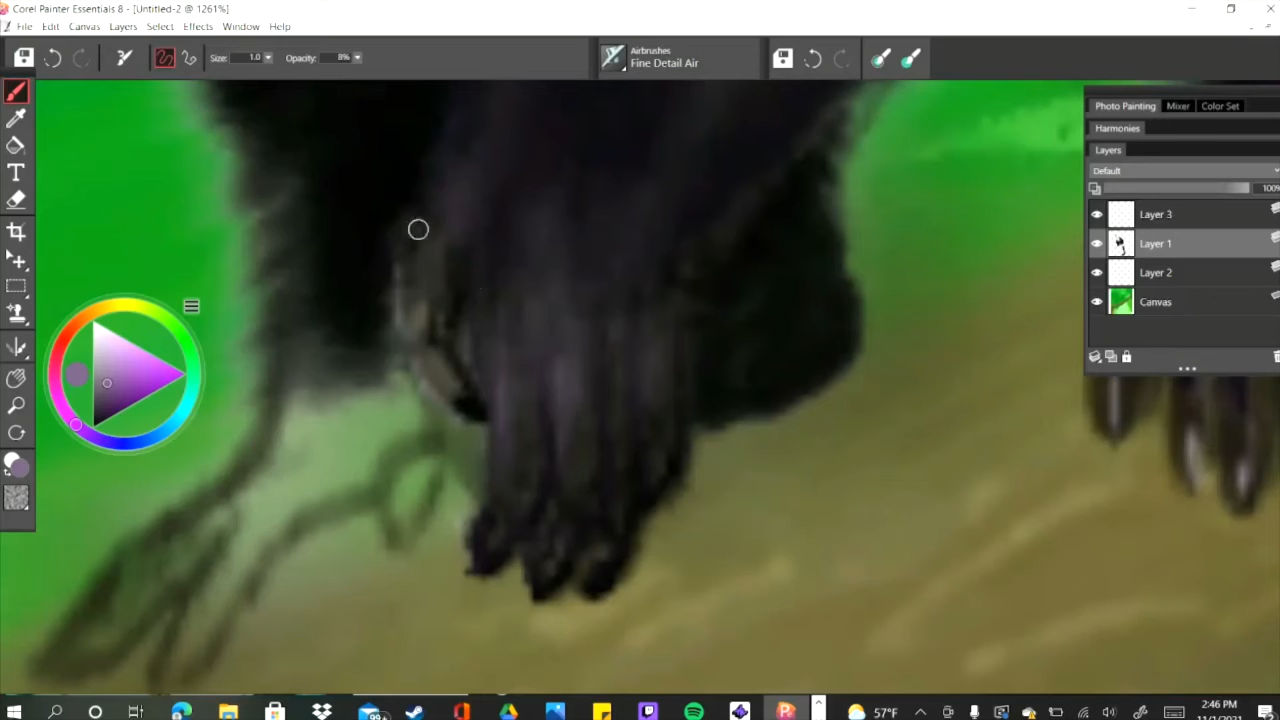 Corel Painter Essentials 8 - [Untitled-2 @ 1261%]
File Edit Canvas Layers Select Effects Window Help
Size: 1.0 Opacity: 8%
Airbrushes
Fine Detail Air
Photo Painting Mixer Color Set
Harmonies
Layers
Default
100%
Layer 3
Layer 1
Layer 2
Canvas
T
99+
57°F
2:46 PM